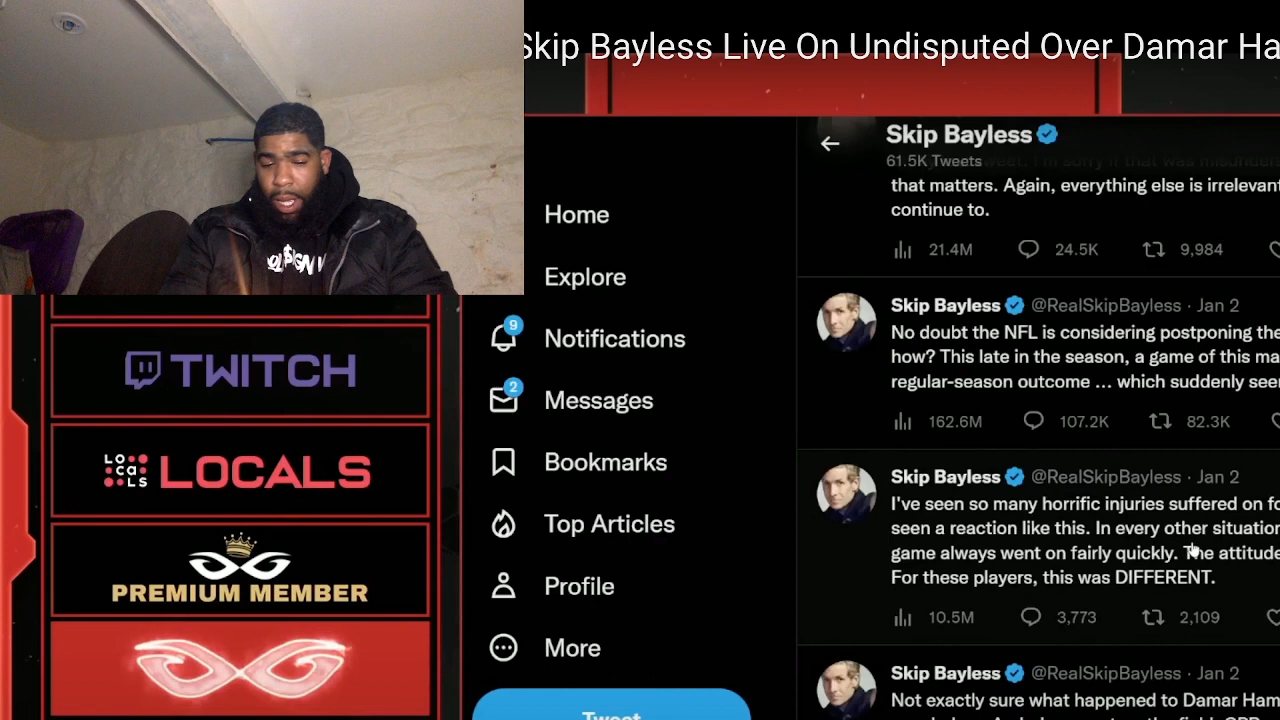 Skip Bayless Live On Undisputed Over Damar Ha
Skip Bayless
61.5K Tweets
that matters. Again, everything else is irrelevant
continue to.
21.4M 24.5K 9,984
Home
Explore
9
Notifications
2
Messages
Bookmarks
Top Articles
Profile
More
Tweet
Skip Bayless @RealSkipBayless · Jan 2
No doubt the NFL is considering postponing the
how? This late in the season, a game of this ma
regular-season outcome ... which suddenly see
162.6M 107.2K 82.3K
Skip Bayless @RealSkipBayless · Jan 2
I've seen so many horrific injuries suffered on fo
seen a reaction like this. In every other situation
game always went on fairly quickly. The attitude
For these players, this was DIFFERENT.
10.5M 3,773 2,109
Skip Bayless @RealSkipBayless · Jan 2
Not exactly sure what happened to Damar Ham
TWITCH
LOCALS
LOCALS
PREMIUM MEMBER